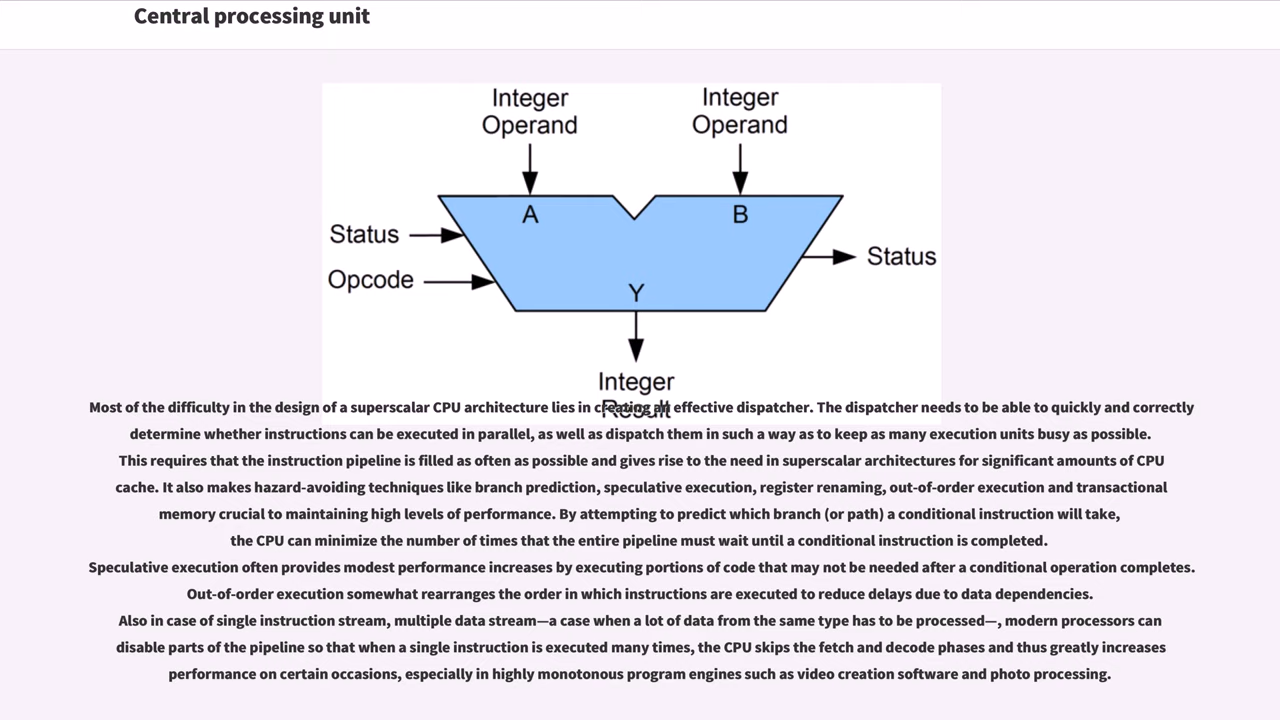 Central processing unit
Integer
Operand
Integer
Operand
A
B
Status
Opcode
Status
Y
Integer
Result
Most of the difficulty in the design of a superscalar CPU architecture lies in creating an effective dispatcher. The dispatcher needs to be able to quickly and correctly
determine whether instructions can be executed in parallel, as well as dispatch them in such a way as to keep as many execution units busy as possible.
This requires that the instruction pipeline is filled as often as possible and gives rise to the need in superscalar architectures for significant amounts of CPU
cache. It also makes hazard-avoiding techniques like branch prediction, speculative execution, register renaming, out-of-order execution and transactional
memory crucial to maintaining high levels of performance. By attempting to predict which branch (or path) a conditional instruction will take,
the CPU can minimize the number of times that the entire pipeline must wait until a conditional instruction is completed.
Speculative execution often provides modest performance increases by executing portions of code that may not be needed after a conditional operation completes.
Out-of-order execution somewhat rearranges the order in which instructions are executed to reduce delays due to data dependencies.
Also in case of single instruction stream, multiple data stream—a case when a lot of data from the same type has to be processed—, modern processors can
disable parts of the pipeline so that when a single instruction is executed many times, the CPU skips the fetch and decode phases and thus greatly increases
performance on certain occasions, especially in highly monotonous program engines such as video creation software and photo processing.